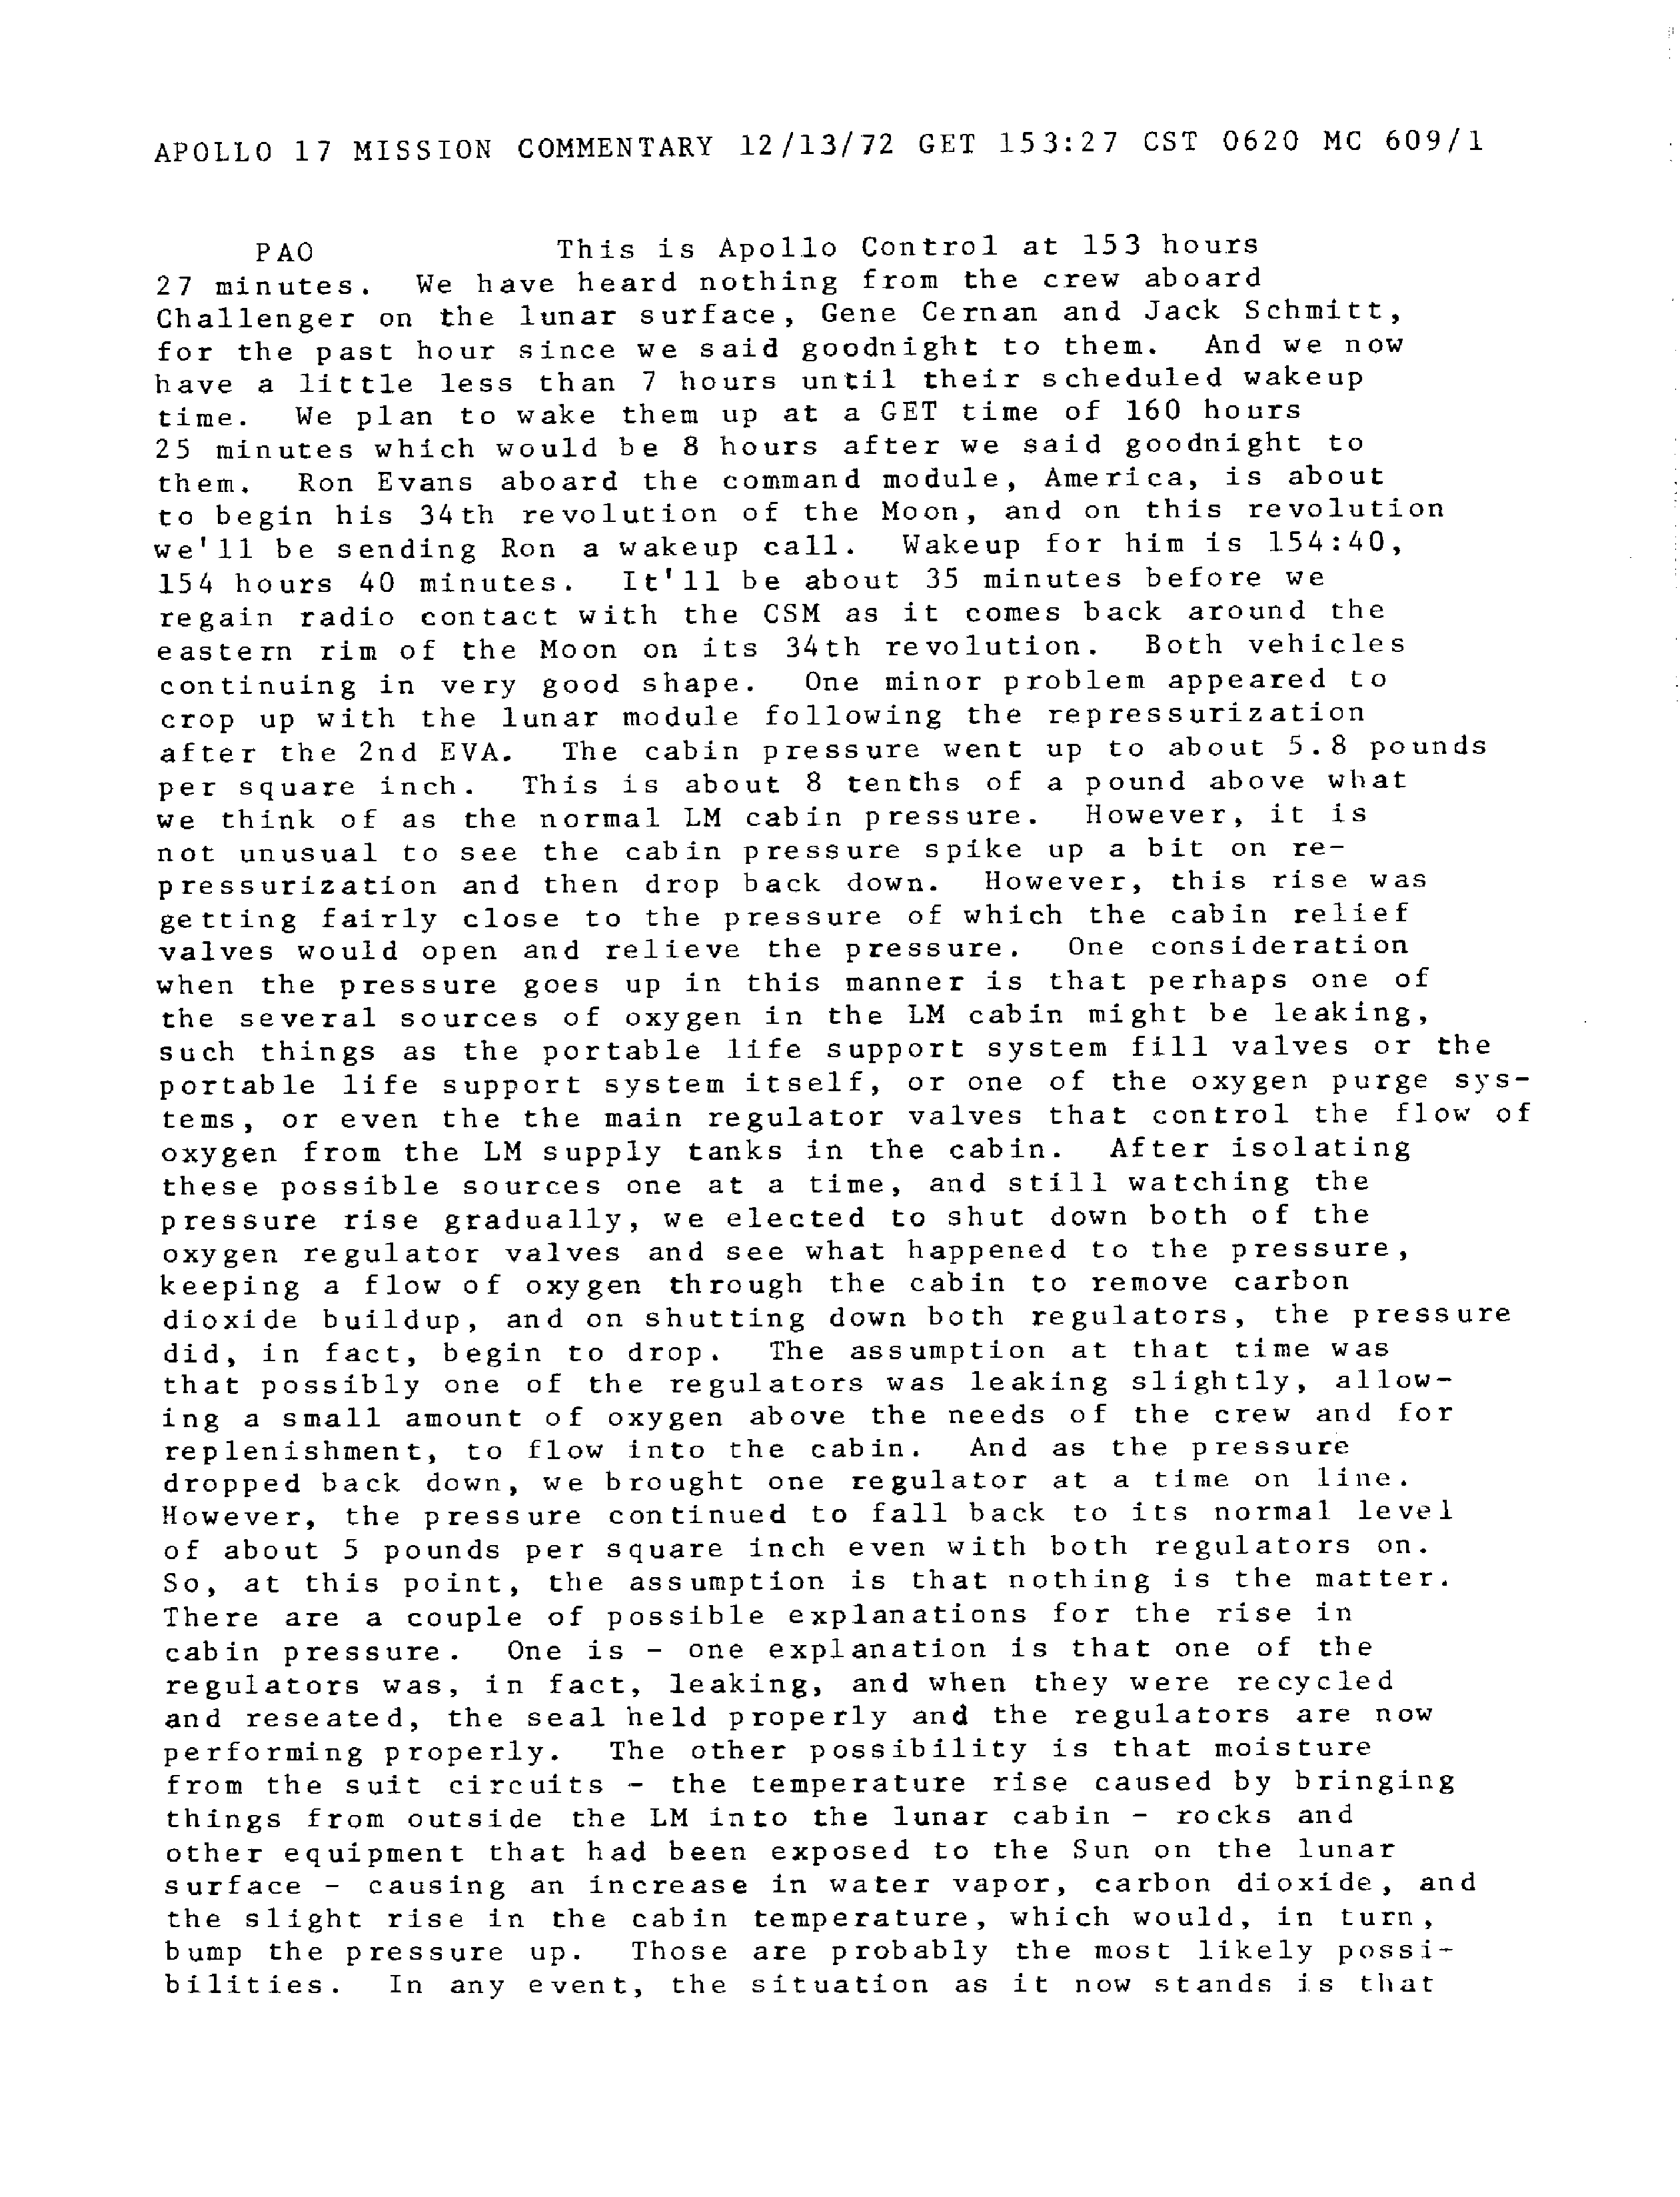 APOLLO 17 MISSION COMMENTARY 12/13/72 GET 153:27 CST 0620 MC 609/1
PAO This is Apollo Control at 153 hours
27 minutes. We have heard nothing from the crew aboard
Challenger on the lunar surface, Gene Cernan and Jack Schmitt,
for the past hour since we said goodnight to them. And we now
have a little less than 7 hours until their scheduled wakeup
time. We plan to wake them up at a GET time of 160 hours
25 minutes which would be 8 hours after we said goodnight to
them. Ron Evans aboard the command module, America, is about
to begin his 34th revolution of the Moon, and on this revolution
we'll be sending Ron a wakeup call. Wakeup for him is 154:40,
154 hours 40 minutes. It'll be about 35 minutes before we
regain radio contact with the CSM as it comes back around the
eastern rim of the Moon on its 34th revolution. Both vehicles
continuing in very good shape. One minor problem appeared to
crop up with the lunar module following the repressurization
after the 2nd EVA. The cabin pressure went up to about 5.8 pounds
per square inch. This is about 8 tenths of a pound above what
we think of as the normal LM cabin pressure. However, it is
not unusual to see the cabin pressure spike up a bit on re-
pressurization and then drop back down. However, this rise was
getting fairly close to the pressure of which the cabin relief
valves would open and relieve the pressure. One consideration
when the pressure goes up in this manner is that perhaps one of
the several sources of oxygen in the LM cabin might be leaking,
such things as the portable life support system fill valves or the
portable life support system itself, or one of the oxygen purge sys-
tems, or even the the main regulator valves that control the flow of
oxygen from the LM supply tanks in the cabin. After isolating
these possible sources one at a time, and still watching the
pressure rise gradually, we elected to shut down both of the
oxygen regulator valves and see what happened to the pressure,
keeping a flow of oxygen through the cabin to remove carbon
dioxide buildup, and on shutting down both regulators, the pressure
did, in fact, begin to drop. The assumption at that time was
that possibly one of the regulators was leaking slightly, allow-
ing a small amount of oxygen above the needs of the crew and for
replenishment, to flow into the cabin. And as the pressure
dropped back down, we brought one regulator at a time on line.
However, the pressure continued to fall back to its normal level
of about 5 pounds per square inch even with both regulators on.
So, at this point, the assumption is that nothing is the matter.
There are a couple of possible explanations for the rise in
cabin pressure. One is - one explanation is that one of the
regulators was, in fact, leaking, and when they were recycled
and reseated, the seal held properly and the regulators are now
performing properly. The other possibility is that moisture
from the suit circuits - the temperature rise caused by bringing
things from outside the LM into the lunar cabin - rocks and
other equipment that had been exposed to the Sun on the lunar
surface - causing an increase in water vapor, carbon dioxide, and
the slight rise in the cabin temperature, which would, in turn,
bump the pressure up. Those are probably the most likely possi-
bilities. In any event, the situation as it now stands is that